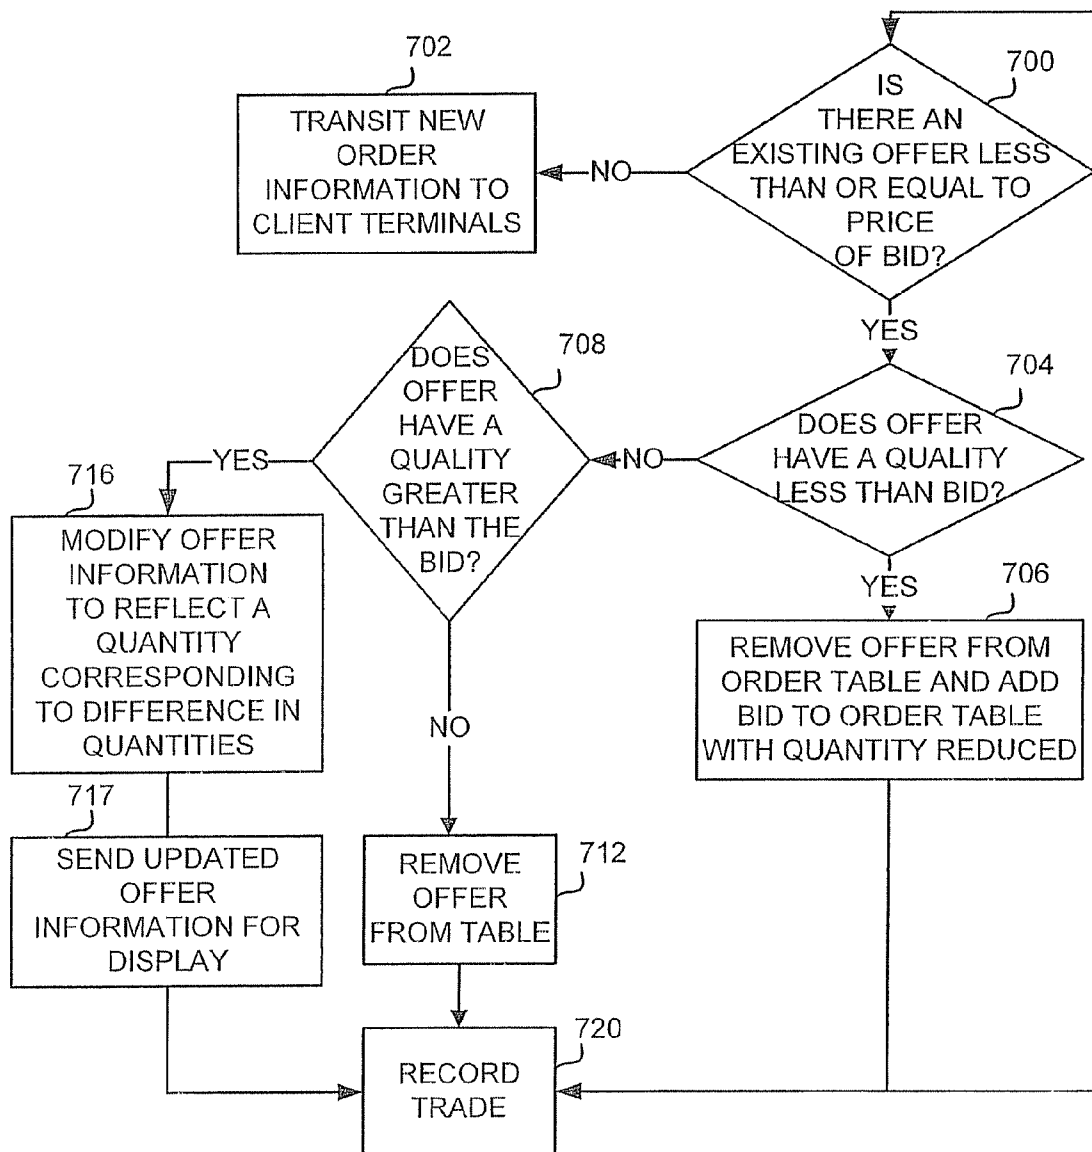 702
TRANSIT NEW
ORDER
INFORMATION TO
CLIENT TERMINALS
NO
700
IS
THERE AN
EXISTING OFFER LESS
THAN OR EQUAL TO
PRICE
OF BID?
YES
704
DOES OFFER
HAVE A QUALITY
LESS THAN BID?
NO
708
DOES
OFFER
HAVE A
QUALITY
GREATER
THAN THE
BID?
YES
716
MODIFY OFFER
INFORMATION
TO REFLECT A
QUANTITY
CORRESPONDING
TO DIFFERENCE IN
QUANTITIES
YES
706
REMOVE OFFER FROM
ORDER TABLE AND ADD
BID TO ORDER TABLE
WITH QUANTITY REDUCED
NO
717
SEND UPDATED
OFFER
INFORMATION FOR
DISPLAY
712
REMOVE
OFFER
FROM TABLE
720
RECORD
TRADE